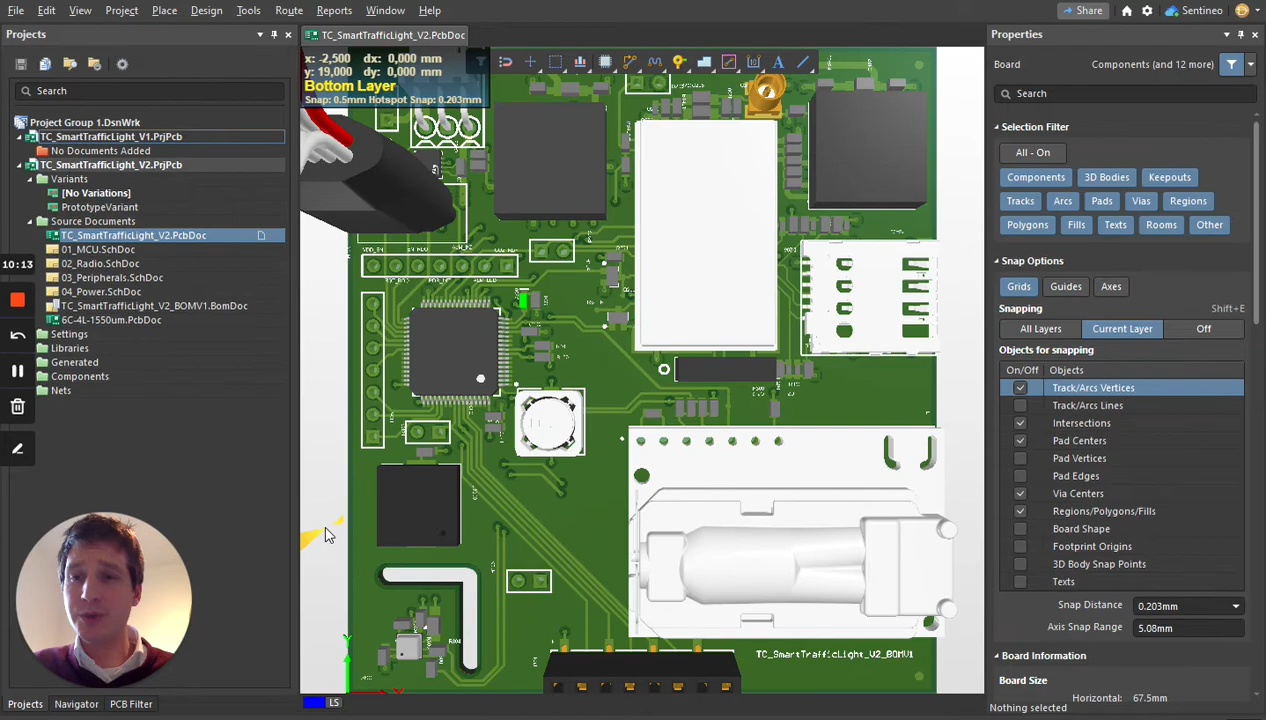 File Edit View Project Place Design Tools Route Reports Window Help
Share
Sentineo
Projects
Search
Project Group 1.DsnWrk
TC_SmartTrafficLight_V1.PrjPcb
No Documents Added
TC_SmartTrafficLight_V2.PrjPcb
Variants
[No Variations]
PrototypeVariant
Source Documents
TC_SmartTrafficLight_V2.PcbDoc
01_MCU.SchDoc
02_Radio.SchDoc
03_Peripherals.SchDoc
04_Power.SchDoc
TC_SmartTrafficLight_V2_BOMV1.BomDoc
GC-4L-1550um.PcbDoc
Settings
Libraries
Generated
Components
Nets
10:13
Projects Navigator PCB Filter
TC_SmartTrafficLight_V2.PcbDoc
x: -2,500 dx: 0,000 mm
y: 19,000 dy: 0,000 mm
Bottom Layer
Snap: 0.5mm Hotspot Snap: 0.203mm
TC_SmartTrafficLight_V2_BOMV1
Y
X
LS
Properties
Board Components (and 12 more)
Search
Selection Filter
All - On
Components 3D Bodies Keepouts
Tracks Arcs Pads Vias Regions
Polygons Fills Texts Rooms Other
Snap Options
Grids Guides Axes
Snapping Shift+E
All Layers Current Layer Off
Objects for snapping
On/Off Objects
Track/Arcs Vertices
Track/Arcs Lines
Intersections
Pad Centers
Pad Vertices
Pad Edges
Via Centers
Regions/Polygons/Fills
Board Shape
Footprint Origins
3D Body Snap Points
Texts
Snap Distance 0.203mm
Axis Snap Range 5.08mm
Board Information
Board Size
Horizontal: 67.5mm
Nothing selected